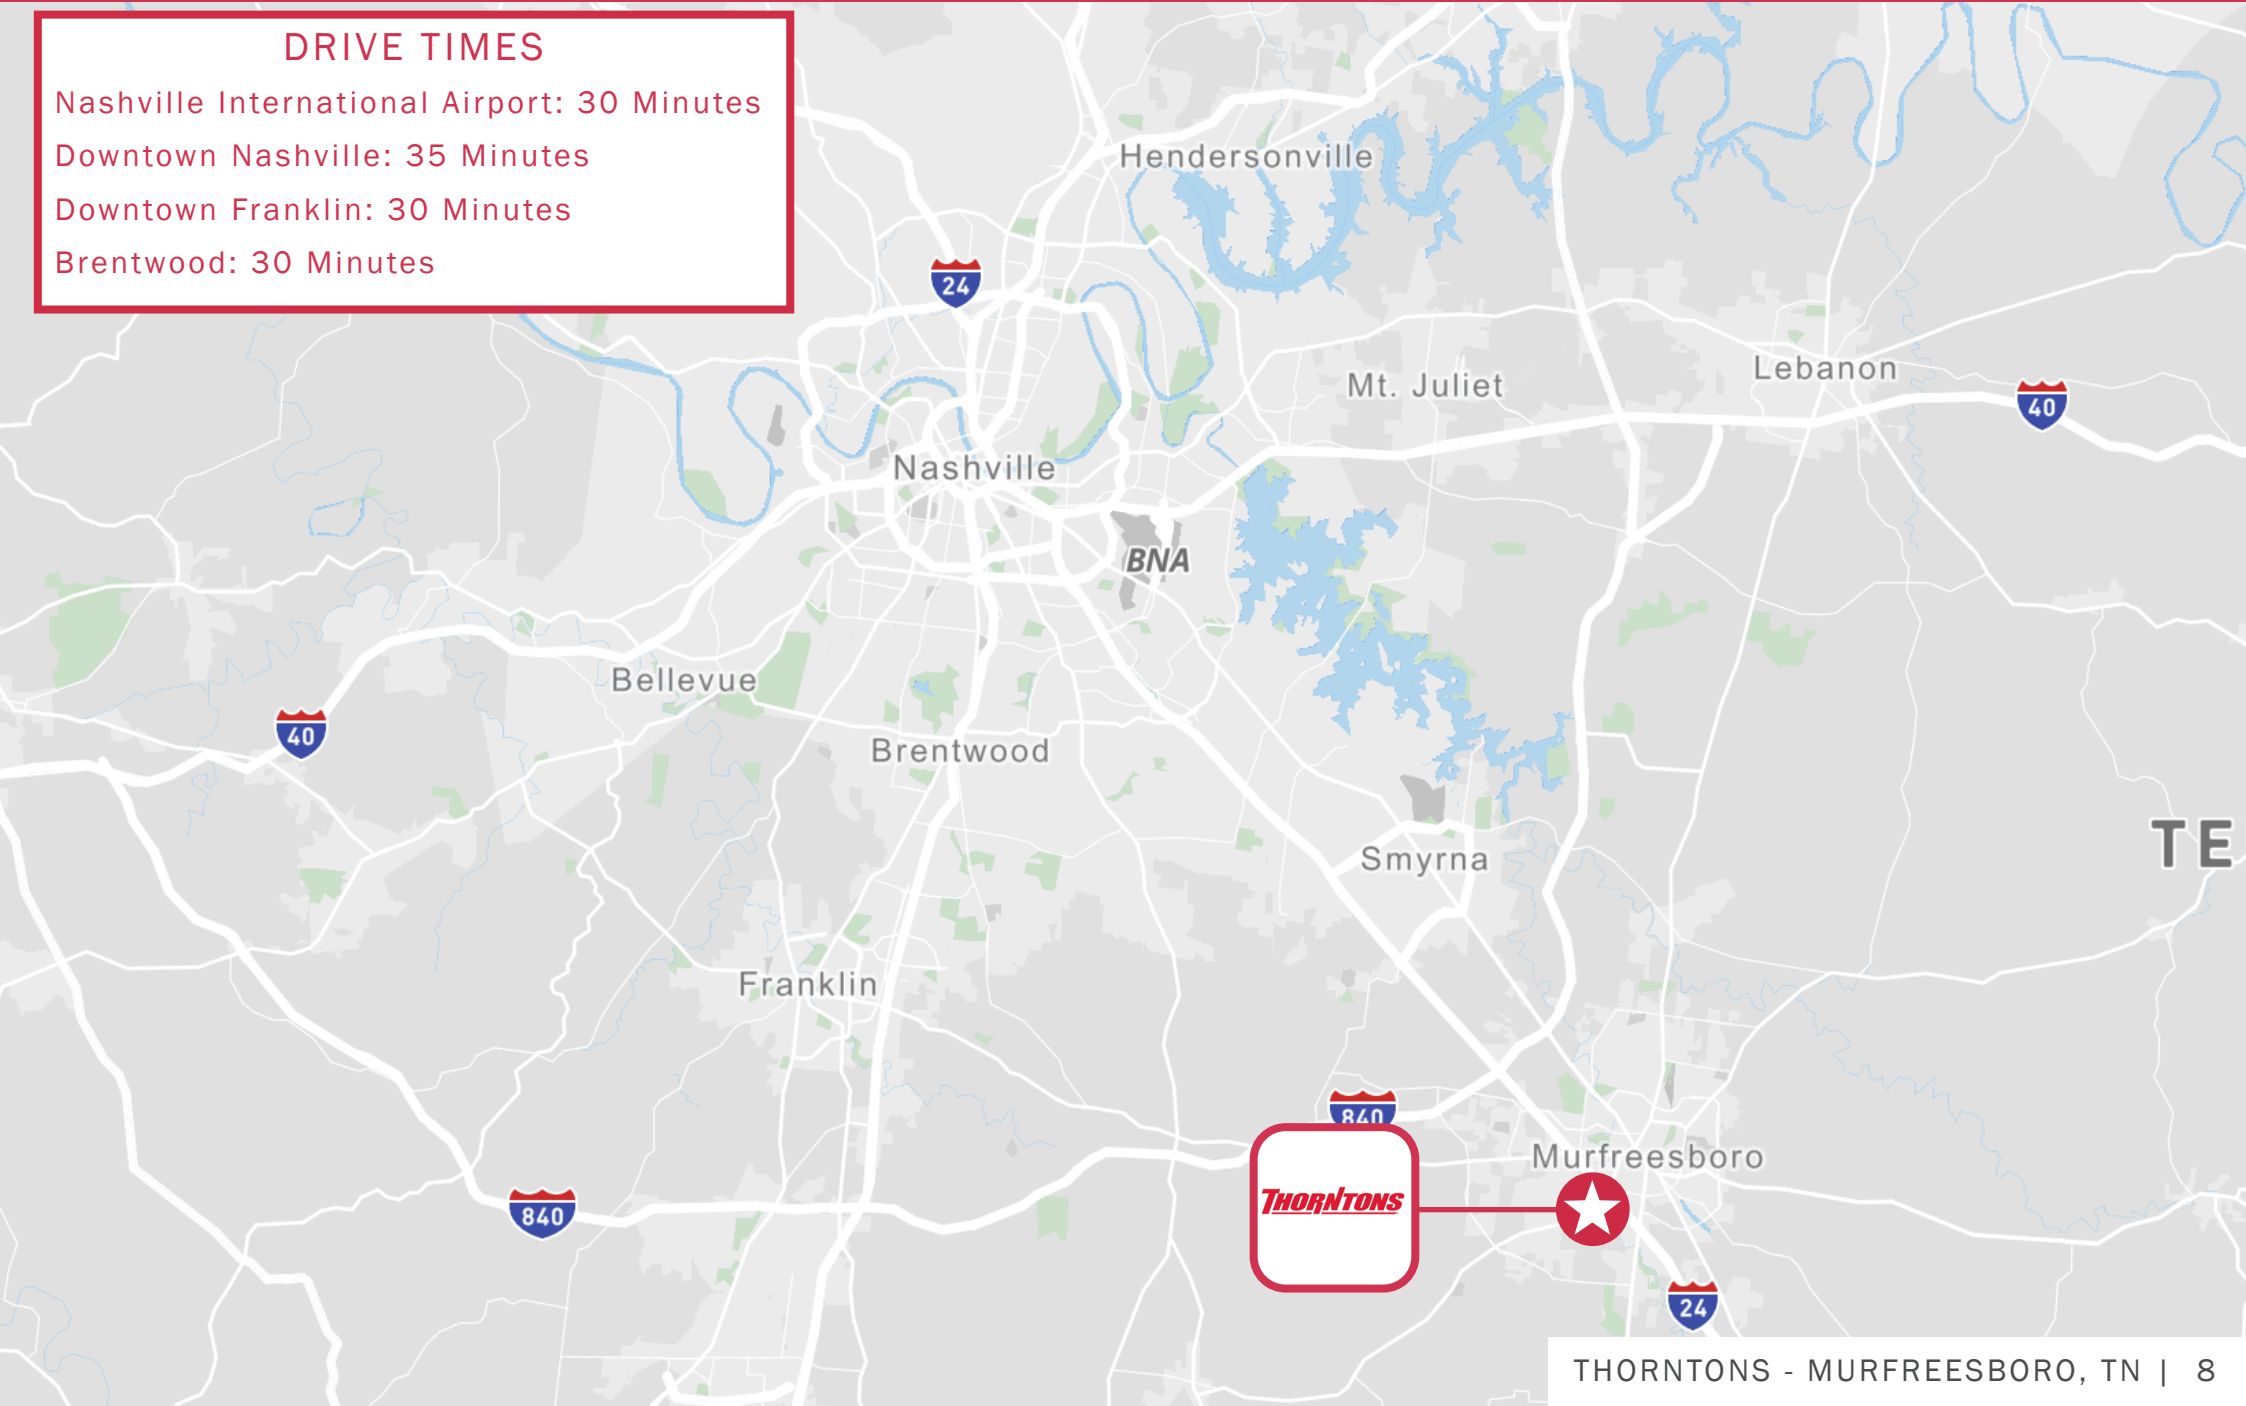 DRIVE TIMES
Nashville International Airport: 30 Minutes
Downtown Nashville: 35 Minutes
Downtown Franklin: 30 Minutes
Brentwood: 30 Minutes
Hendersonville
24
Lebanon
Mt. Juliet
40
Nashville
BNA
Bellevue
40
Brentwood
TE
Smyrna
Franklin
840
Murfreesboro
THORNTONS
840
24
THORNTONS - MURFREESBORO, TN | 8